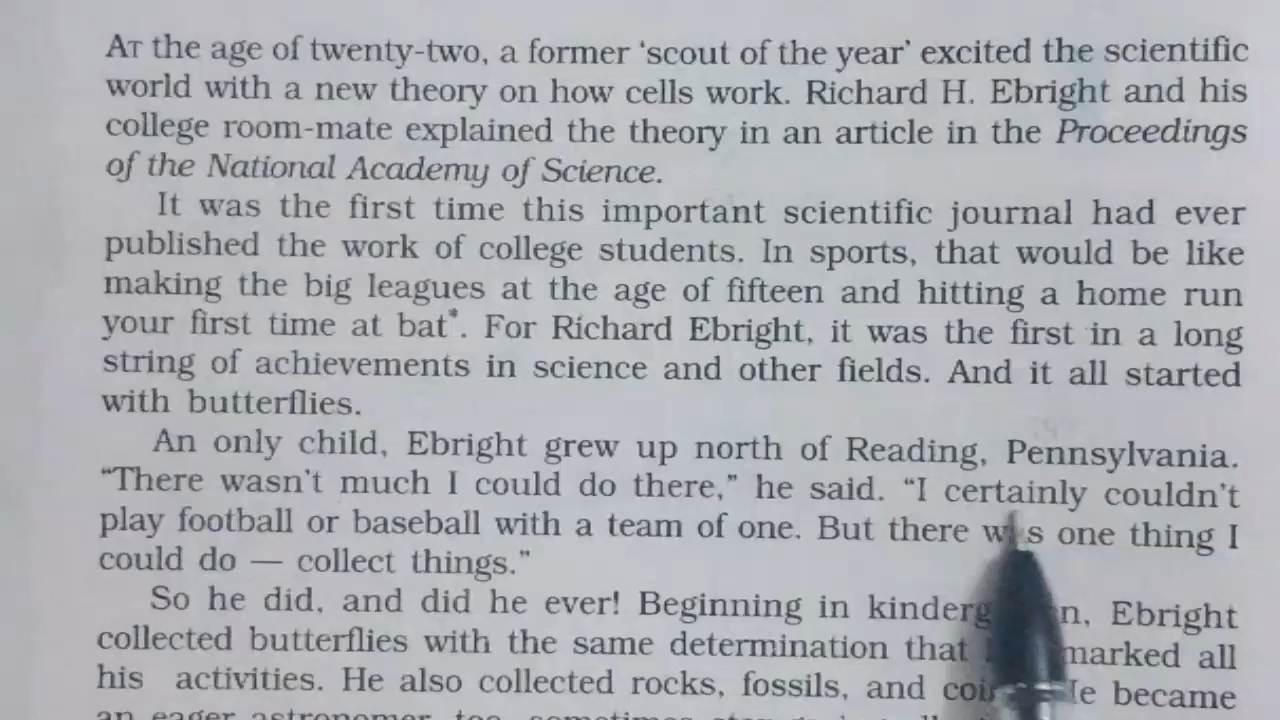 AT the age of twenty-two, a former ‘scout of the year’ excited the scientific
world with a new theory on how cells work. Richard H. Ebright and his
college room-mate explained the theory in an article in the Proceedings
of the National Academy of Science.
It was the first time this important scientific journal had ever
published the work of college students. In sports, that would be like
making the big leagues at the age of fifteen and hitting a home run
your first time at bat*. For Richard Ebright, it was the first in a long
string of achievements in science and other fields. And it all started
with butterflies.
An only child, Ebright grew up north of Reading, Pennsylvania.
“There wasn’t much I could do there,” he said. “I certainly couldn’t
play football or baseball with a team of one. But there was one thing I
could do — collect things.”
So he did, and did he ever! Beginning in Ebright
collected butterflies with the same determination that marked all
his activities. He also collected rocks, fossils, and became
an eager astronomer, too, sometimes